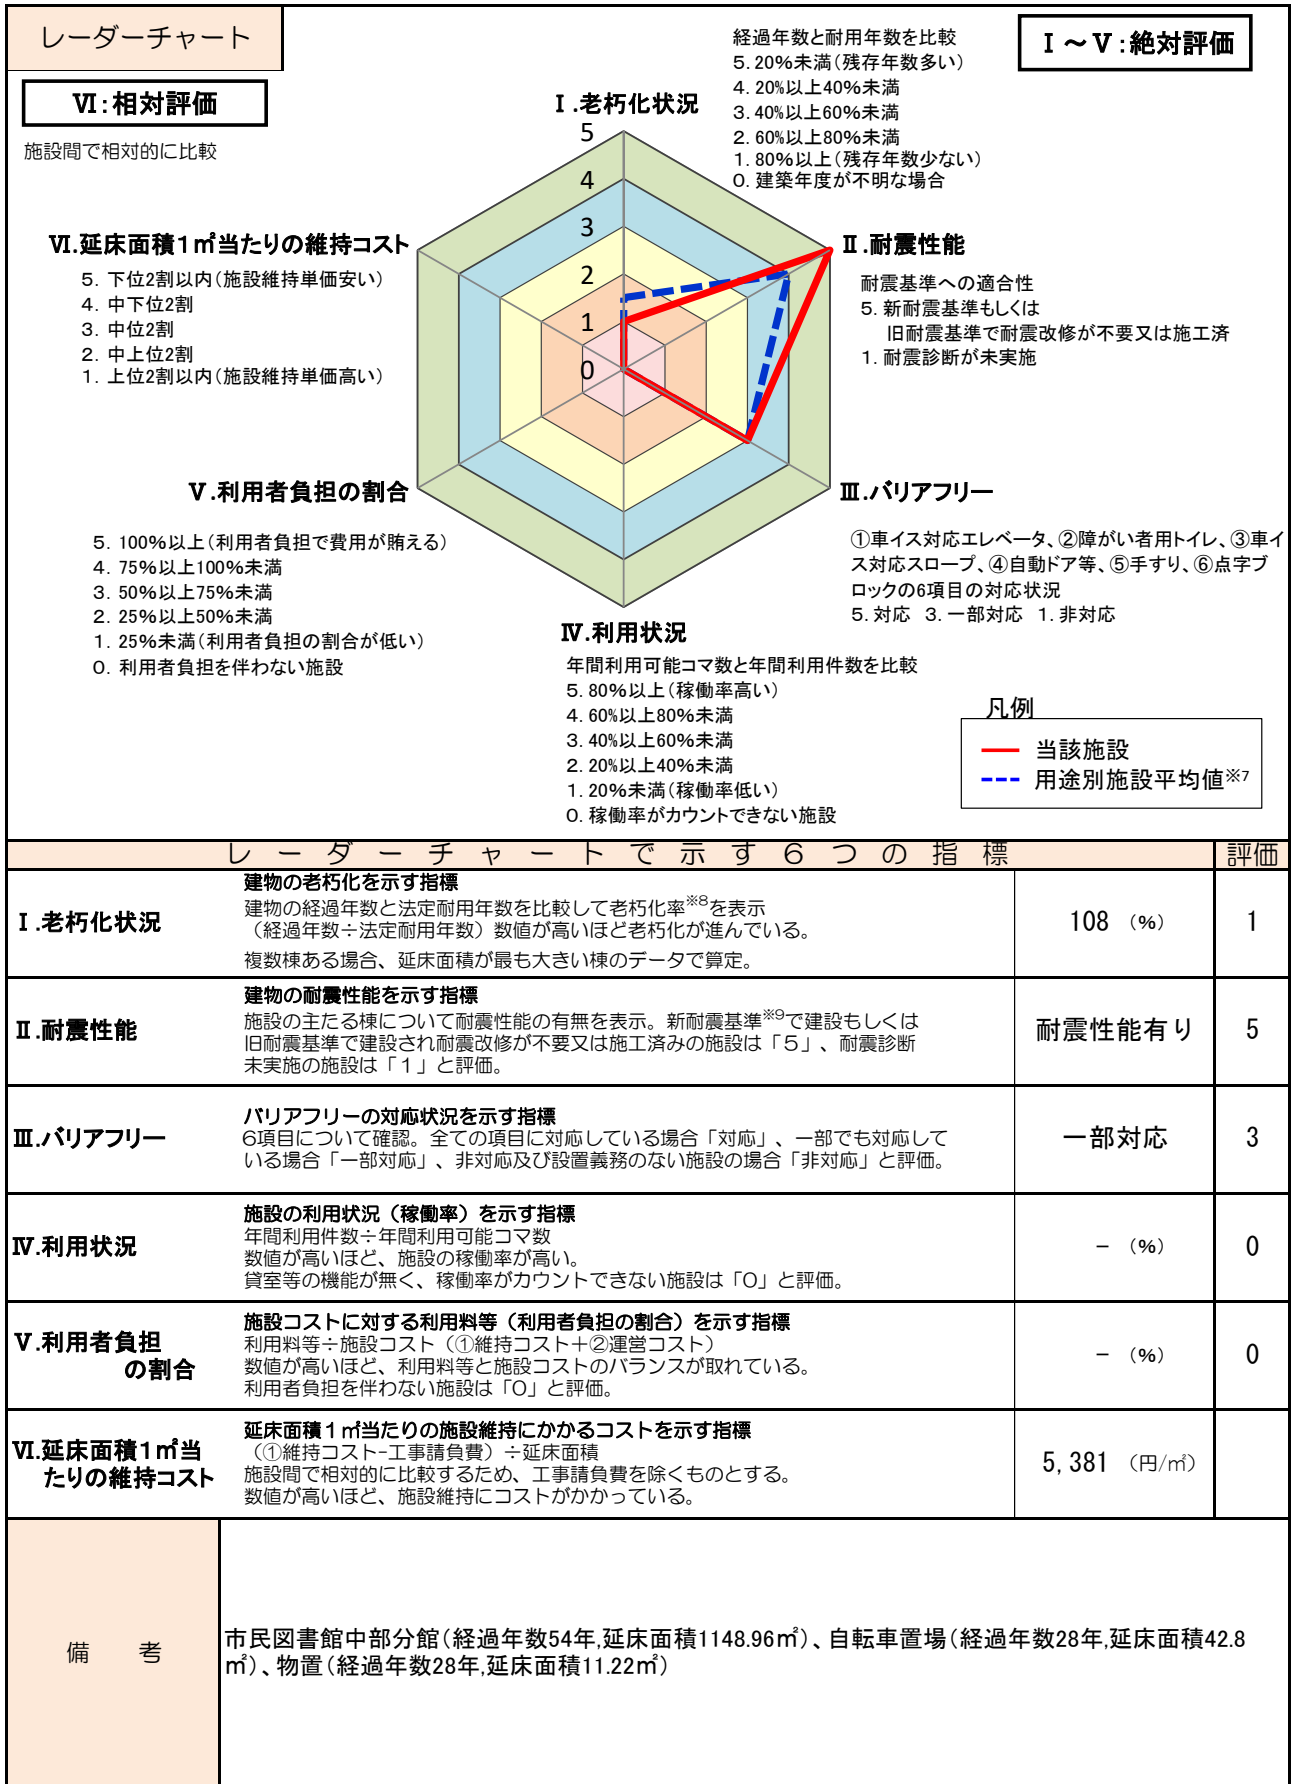 レーダーチャート
Ⅰ～Ⅴ：絶対評価
Ⅵ：相対評価
施設間で相対的に比較
Ⅰ.老朽化状況
経過年数と耐用年数を比較
5. 20%未満（残存年数多い）
4. 20%以上40%未満
3. 40%以上60%未満
2. 60%以上80%未満
1. 80%以上（残存年数少ない）
0. 建築年度が不明な場合
5
4
3
2
1
0
Ⅱ.耐震性能
耐震基準への適合性
5. 新耐震基準もしくは
旧耐震基準で耐震改修が不要又は施工済
1. 耐震診断が未実施
Ⅵ.延床面積1㎡当たりの維持コスト
5. 下位2割以内（施設維持単価安い）
4. 中下位2割
3. 中位2割
2. 中上位2割
1. 上位2割以内（施設維持単価高い）
Ⅲ.バリアフリー
①車イス対応エレベータ、②障がい者用トイレ、③車イ
ス対応スロープ、④自動ドア等、⑤手すり、⑥点字ブ
ロックの6項目の対応状況
5. 対応 3. 一部対応 1. 非対応
Ⅴ.利用者負担の割合
5. 100%以上（利用者負担で費用が賄える）
4. 75%以上100%未満
3. 50%以上75%未満
2. 25%以上50%未満
1. 25%未満（利用者負担の割合が低い）
0. 利用者負担を伴わない施設
Ⅳ.利用状況
年間利用可能コマ数と年間利用件数を比較
5. 80%以上（稼働率高い）
4. 60%以上80%未満
3. 40%以上60%未満
2. 20%以上40%未満
1. 20%未満（稼働率低い）
0. 稼働率がカウントできない施設
凡例
当該施設
用途別施設平均値※7
レーダーチャートで示す６つの指標 評価
Ⅰ.老朽化状況
建物の老朽化を示す指標
建物の経過年数と法定耐用年数を比較して老朽化率※8を表示
（経過年数÷法定耐用年数）数値が高いほど老朽化が進んでいる。
複数棟ある場合、延床面積が最も大きい棟のデータで算定。
108 （%） 1
Ⅱ.耐震性能
建物の耐震性能を示す指標
施設の主たる棟について耐震性能の有無を表示。新耐震基準※9で建設もしくは
旧耐震基準で建設され耐震改修が不要又は施工済みの施設は「５」、耐震診断
未実施の施設は「１」と評価。
耐震性能有り 5
Ⅲ.バリアフリー
バリアフリーの対応状況を示す指標
6項目について確認。全ての項目に対応している場合「対応」、一部でも対応して
いる場合「一部対応」、非対応及び設置義務のない施設の場合「非対応」と評価。
一部対応 3
Ⅳ.利用状況
施設の利用状況（稼働率）を示す指標
年間利用件数÷年間利用可能コマ数
数値が高いほど、施設の稼働率が高い。
貸室等の機能が無く、稼働率がカウントできない施設は「0」と評価。
－ （%） 0
Ⅴ.利用者負担
の割合
施設コストに対する利用料等（利用者負担の割合）を示す指標
利用料等÷施設コスト（①維持コスト＋②運営コスト）
数値が高いほど、利用料等と施設コストのバランスが取れている。
利用者負担を伴わない施設は「0」と評価。
－ （%） 0
Ⅵ.延床面積1㎡当
たりの維持コスト
延床面積１㎡当たりの施設維持にかかるコストを示す指標
（①維持コスト-工事請負費）÷延床面積
施設間で相対的に比較するため、工事請負費を除くものとする。
数値が高いほど、施設維持にコストがかかっている。
5,381 （円/㎡）
備 考
市民図書館中部分館（経過年数54年,延床面積1148.96㎡）、自転車置場（経過年数28年,延床面積42.8
㎡）、物置（経過年数28年,延床面積11.22㎡）